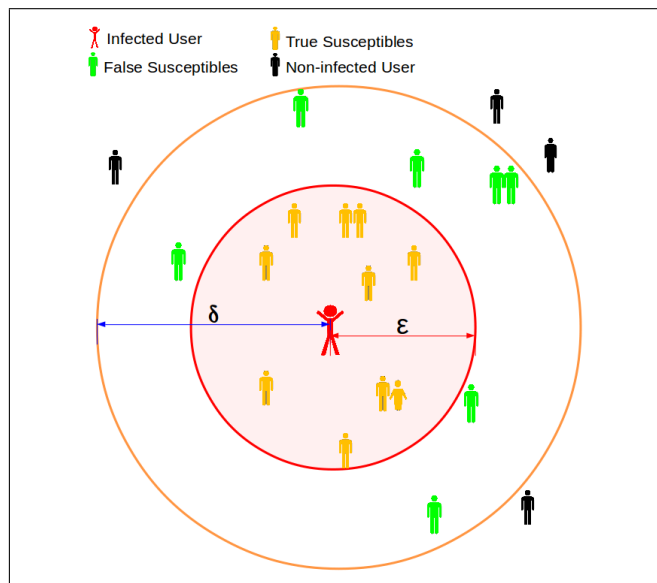 Infected User
True Susceptibles
False Susceptibles
Non-infected User
δ
ε